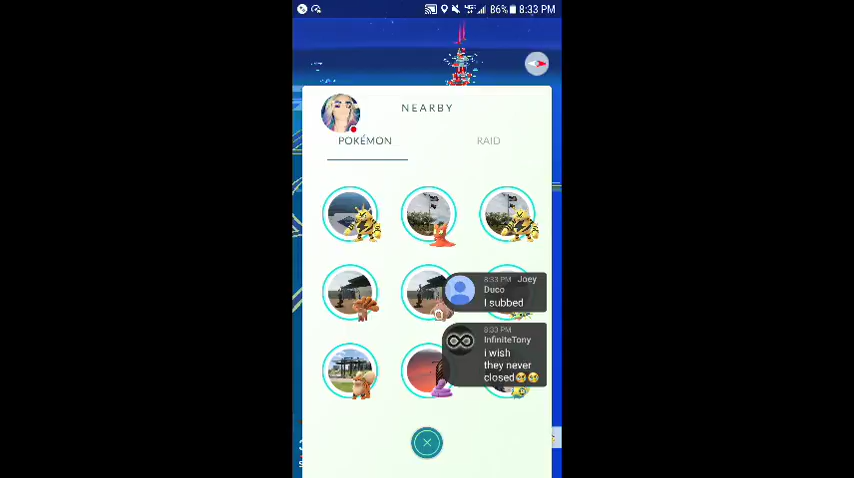 86% 8:33 PM
NEARBY
POKÉMON
RAID
8:33 PM Joey
Duco
I subbed
8:33 PM
InfiniteTony
i wish
they never
closed🥺🥺